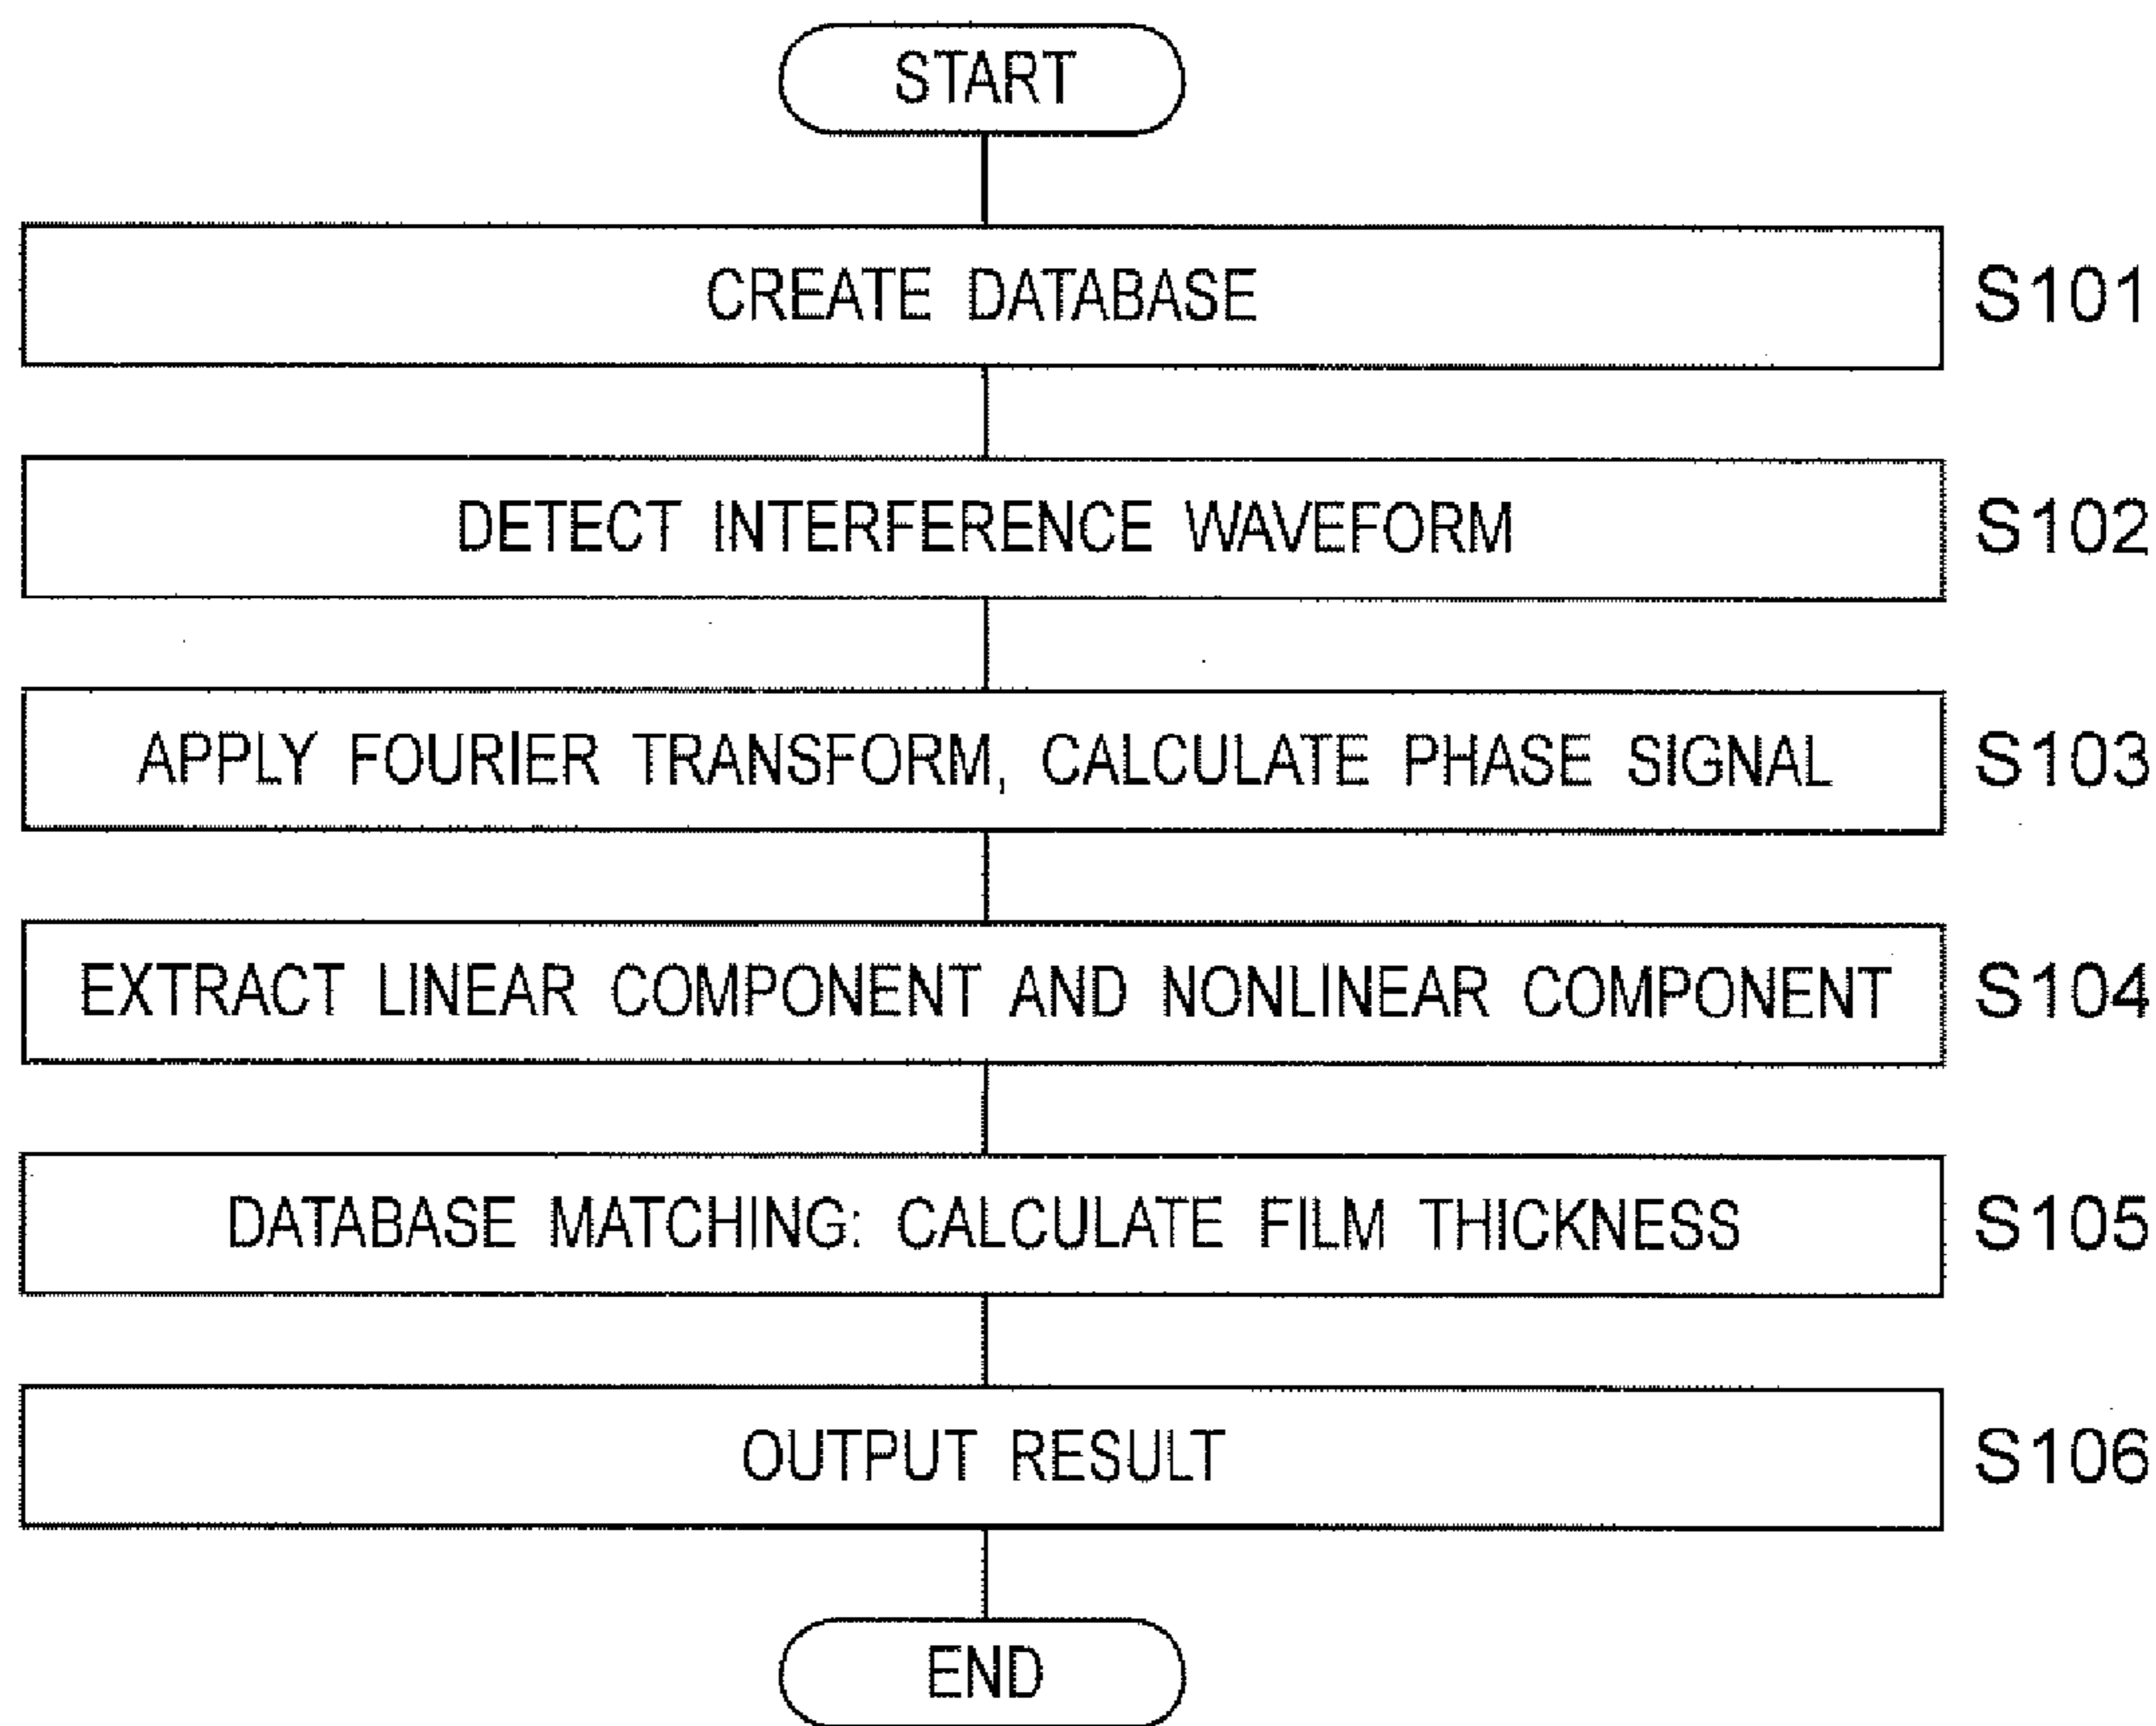 START
CREATE DATABASE S101
DETECT INTERFERENCE WAVEFORM S102
APPLY FOURIER TRANSFORM, CALCULATE PHASE SIGNAL S103
EXTRACT LINEAR COMPONENT AND NONLINEAR COMPONENT S104
DATABASE MATCHING: CALCULATE FILM THICKNESS S105
OUTPUT RESULT S106
END